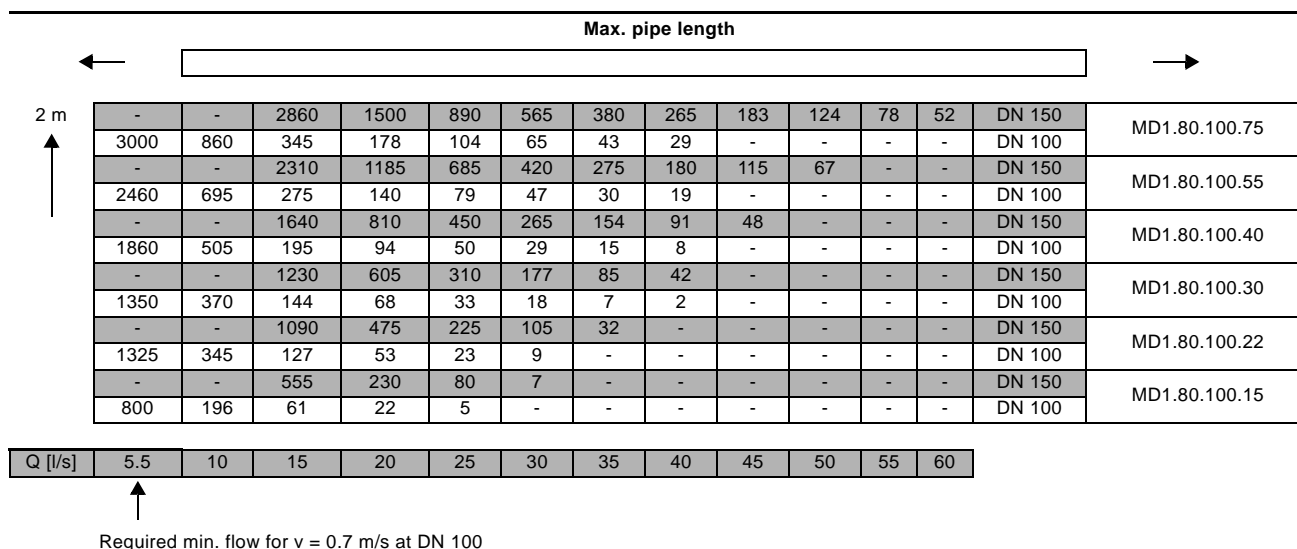 Max. pipe length
2 m - - 2860 1500 890 565 380 265 183 124 78 52 DN 150 MD1.80.100.75
3000 860 345 178 104 65 43 29 - - - - DN 100
- - 2310 1185 685 420 275 180 115 67 - - DN 150 MD1.80.100.55
2460 695 275 140 79 47 30 19 - - - - DN 100
- - 1640 810 450 265 154 91 48 - - - DN 150 MD1.80.100.40
1860 505 195 94 50 29 15 8 - - - - DN 100
- - 1230 605 310 177 85 42 - - - - DN 150 MD1.80.100.30
1350 370 144 68 33 18 7 2 - - - - DN 100
- - 1090 475 225 105 32 - - - - - DN 150 MD1.80.100.22
1325 345 127 53 23 9 - - - - - - DN 100
- - 555 230 80 7 - - - - - - DN 150 MD1.80.100.15
800 196 61 22 5 - - - - - - - DN 100
Q [l/s] 5.5 10 15 20 25 30 35 40 45 50 55 60
Required min. flow for v = 0.7 m/s at DN 100